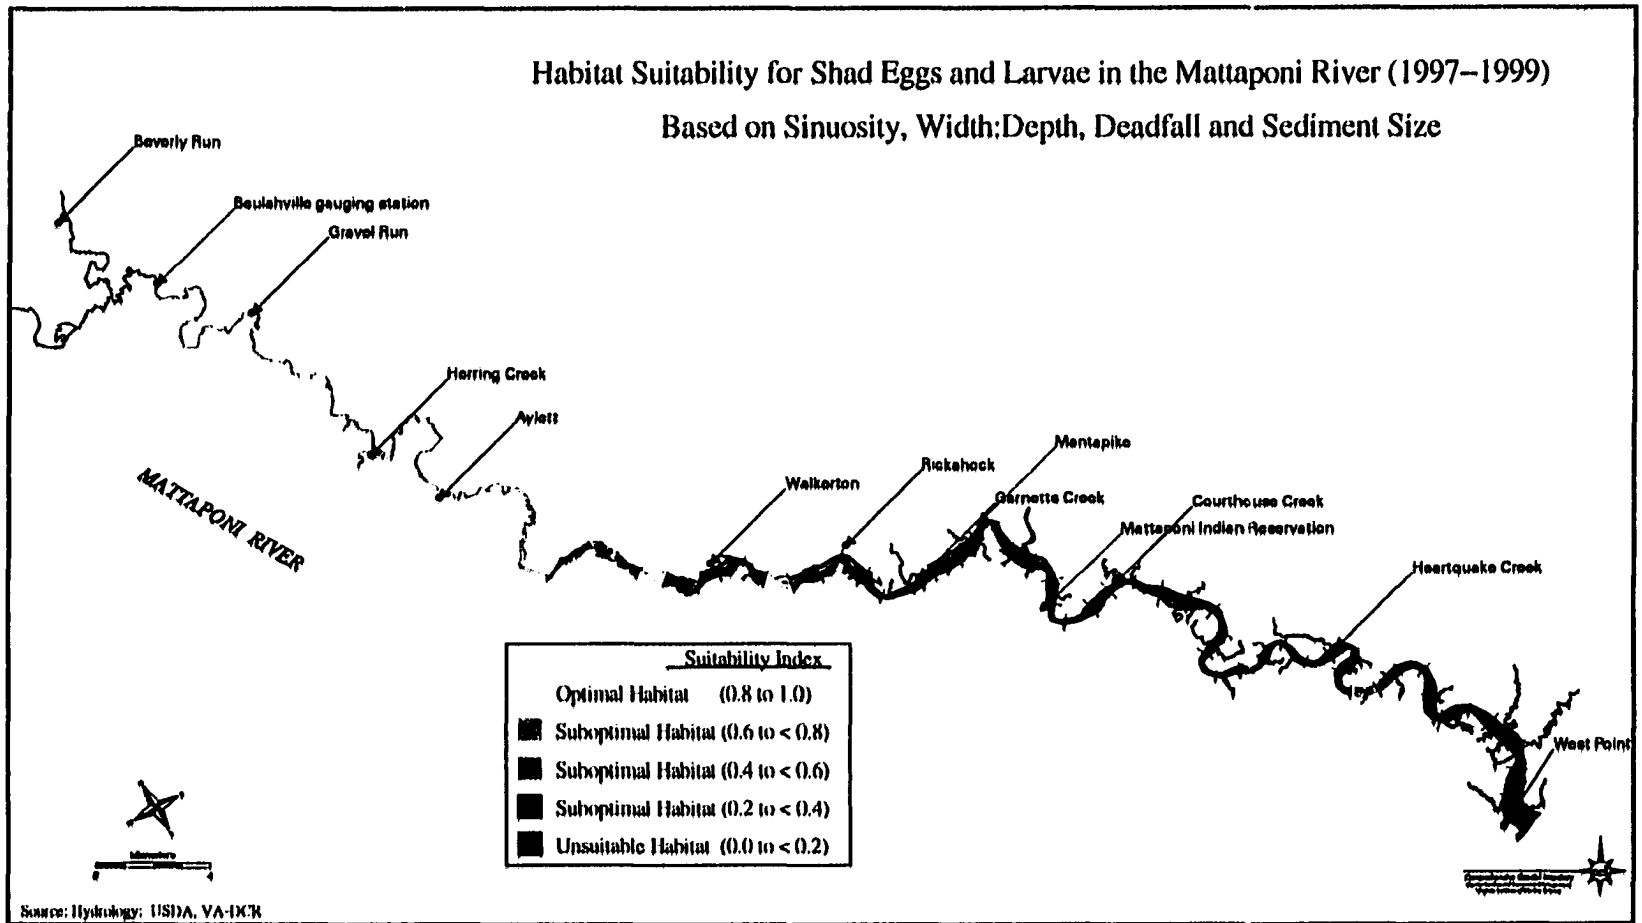 Habitat Suitability for Shad Eggs and Larvae in the Mattaponi River (1997–1999)
Based on Sinuosity, Width:Depth, Deadfall and Sediment Size
Beverly Run
Beulahville gauging station
Gravel Run
Herring Creek
Aylett
Walkerton
Rickahock
Mantapike
Garnetts Creek
Courthouse Creek
Mattaponi Indian Reservation
Heartquake Creek
West Point
MATTAPONI RIVER
Suitability Index
Optimal Habitat (0.8 to 1.0)
Suboptimal Habitat (0.6 to < 0.8)
Suboptimal Habitat (0.4 to < 0.6)
Suboptimal Habitat (0.2 to < 0.4)
Unsuitable Habitat (0.0 to < 0.2)
0 4
Source: Hydrology: USDA, VA-DCR